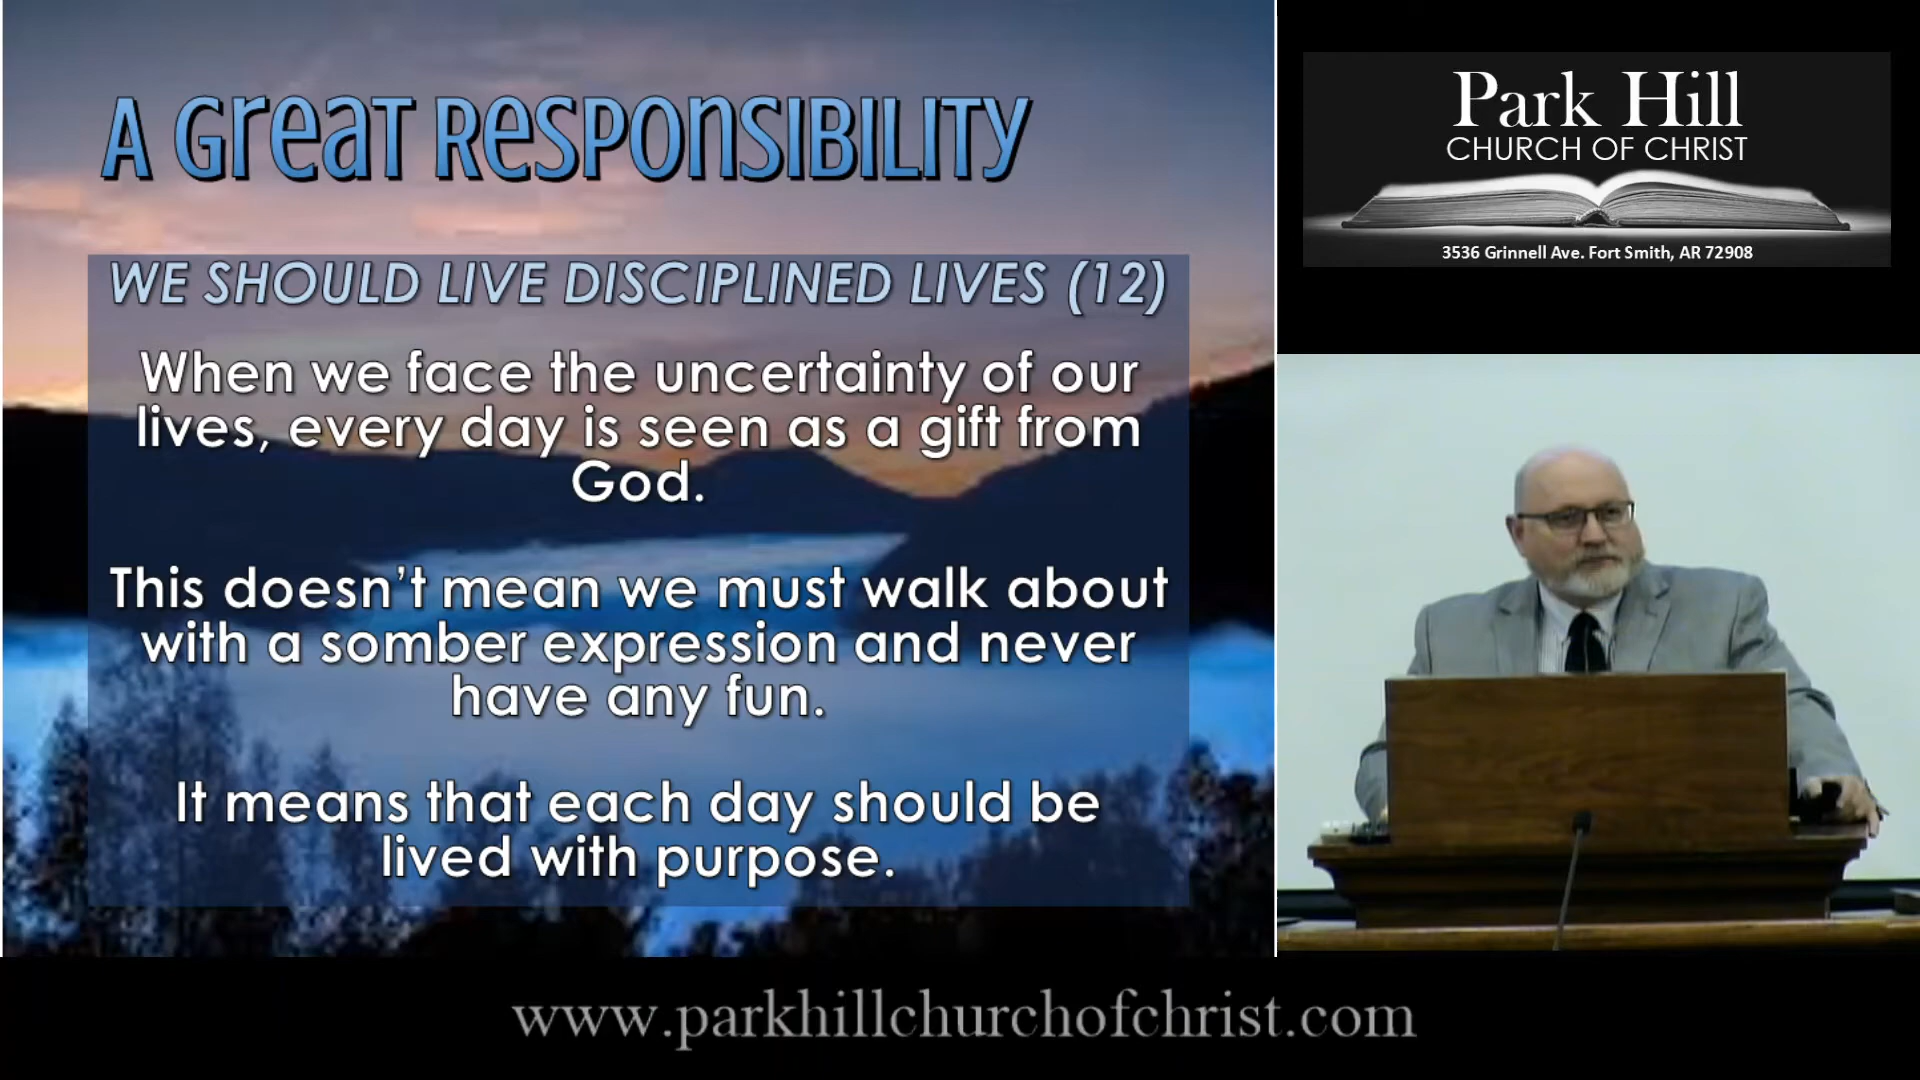 A Great Responsibility
WE SHOULD LIVE DISCIPLINED LIVES (12)
When we face the uncertainty of our
lives, every day is seen as a gift from
God.
This doesn't mean we must walk about
with a somber expression and never
have any fun.
It means that each day should be
lived with purpose.
Park Hill
CHURCH OF CHRIST
3536 Grinnell Ave. Fort Smith, AR 72908
www.parkhillchurchofchrist.com